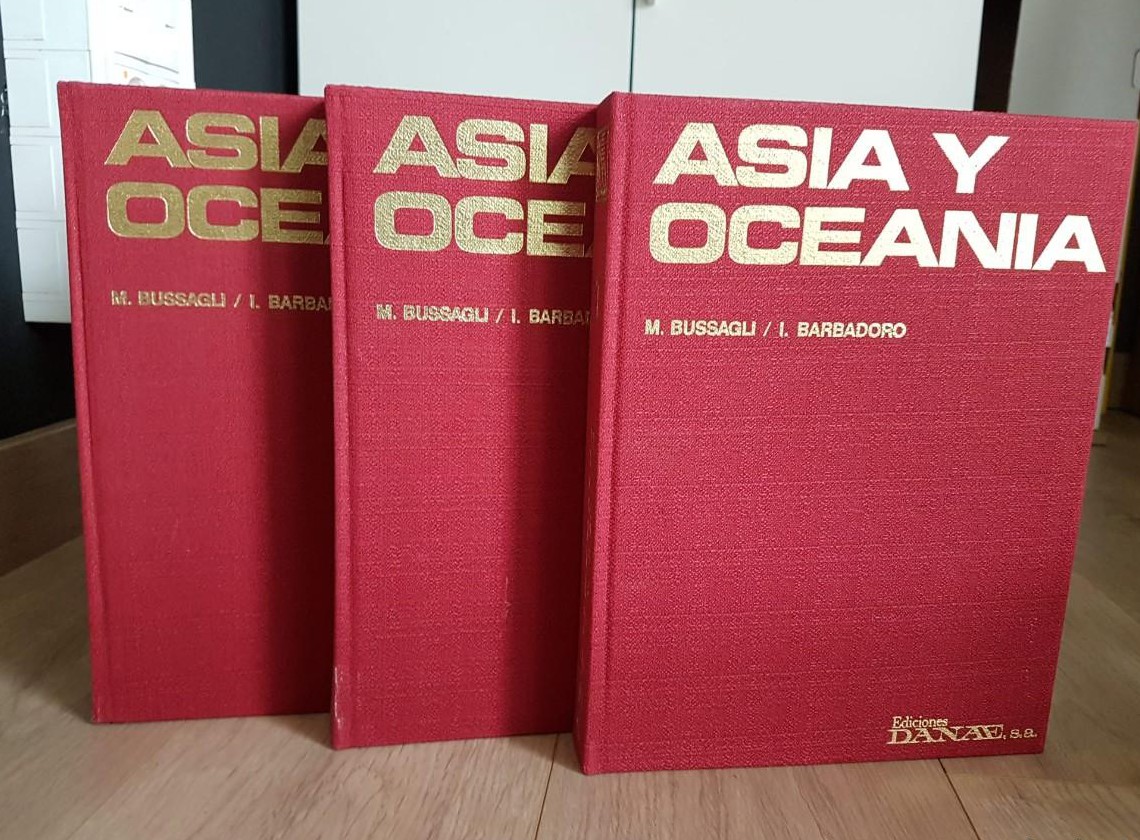 ASIA
OCE
M. BUSSAGLI / I. BARBA
ASIA
OCE
M. BUSSAGLI / I. BARBA
ASIA Y
OCEANIA
M. BUSSAGLI / I. BARBADORO
Ediciones
DANAE, s.a.